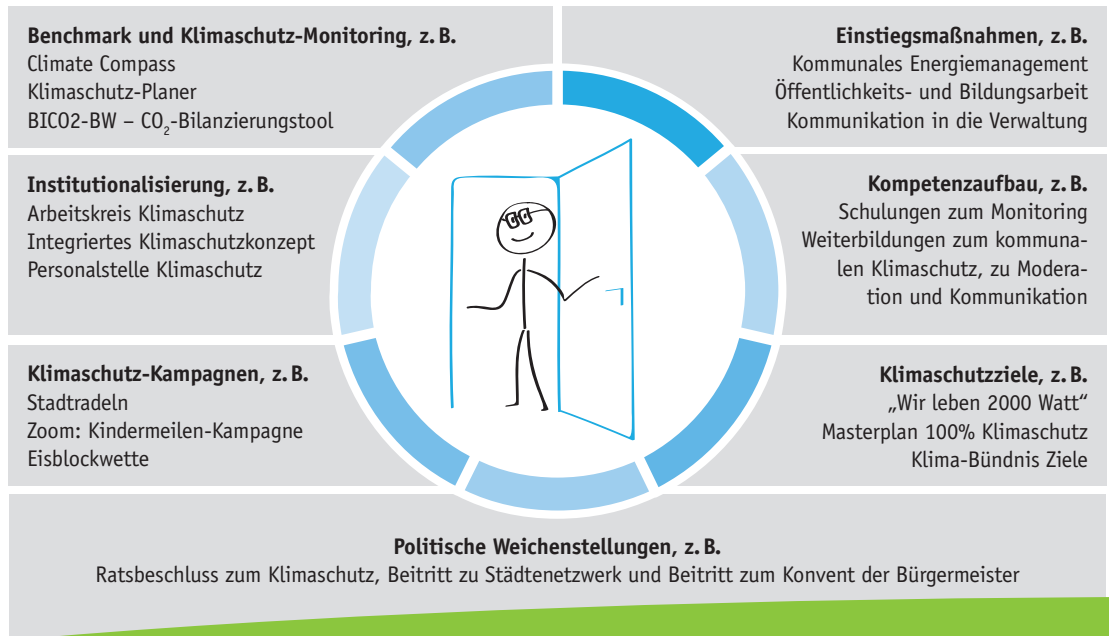 Benchmark und Klimaschutz-Monitoring, z. B.
Climate Compass
Klimaschutz-Planer
BICO2-BW – CO₂-Bilanzierungstool
Einstiegsmaßnahmen, z. B.
Kommunales Energiemanagement
Öffentlichkeits- und Bildungsarbeit
Kommunikation in die Verwaltung
Institutionalisierung, z. B.
Arbeitskreis Klimaschutz
Integriertes Klimaschutzkonzept
Personalstelle Klimaschutz
Kompetenzaufbau, z. B.
Schulungen zum Monitoring
Weiterbildungen zum kommuna-
len Klimaschutz, zu Modera-
tion und Kommunikation
Klimaschutz-Kampagnen, z. B.
Stadtradeln
Zoom: Kindermeilen-Kampagne
Eisblockwette
Klimaschutzziele, z. B.
„Wir leben 2000 Watt“
Masterplan 100% Klimaschutz
Klima-Bündnis Ziele
Politische Weichenstellungen, z. B.
Ratsbeschluss zum Klimaschutz, Beitritt zu Städtenetzwerk und Beitritt zum Konvent der Bürgermeister